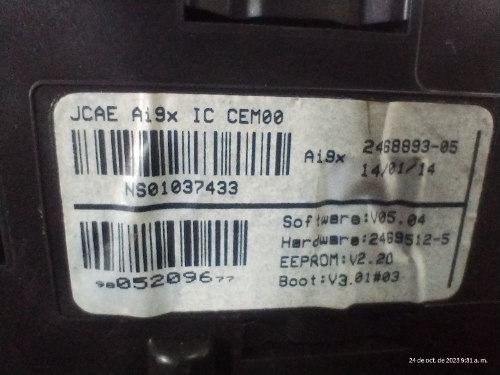 JCAE Ai9x IC CEM00
Ai9x 2468893-05
14/01/14
NS01037433
Software:V05.04
Hardware:2469512-5
EEPROM:V2.20
Boot:V3.01#03
9805209677
24 de oct. de 2023 9:31 a. m.